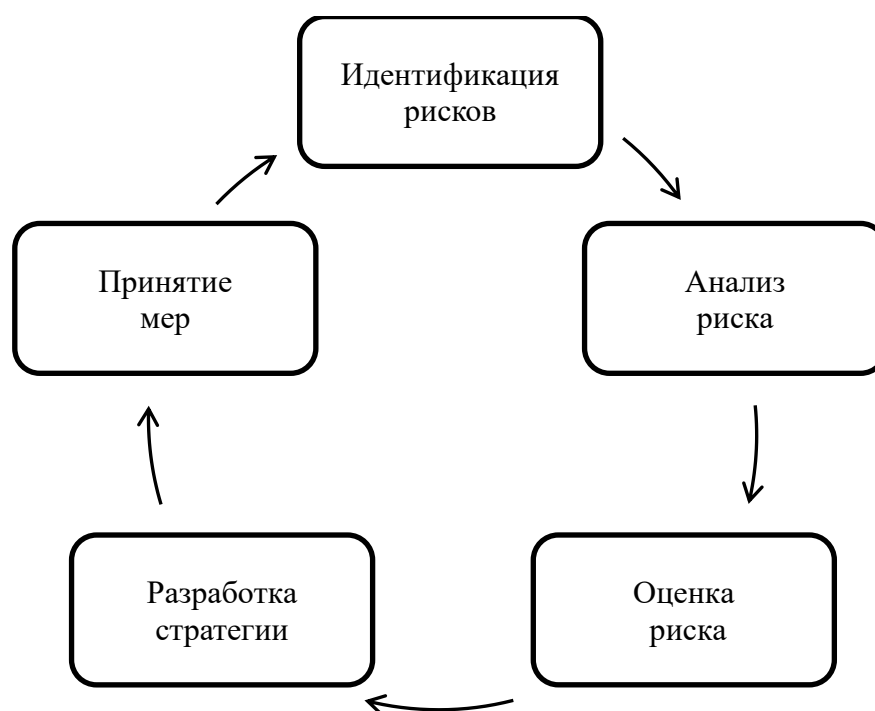 Идентификация
рисков
Анализ
риска
Оценка
риска
Разработка
стратегии
Принятие
мер